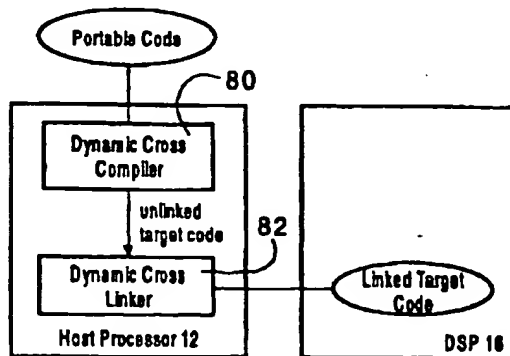 Portable Code
80
Dynamic Cross
Compiler
unlinked
target code
82
Dynamic Cross
Linker
Linked Target
Code
Host Processor 12
DSP 16